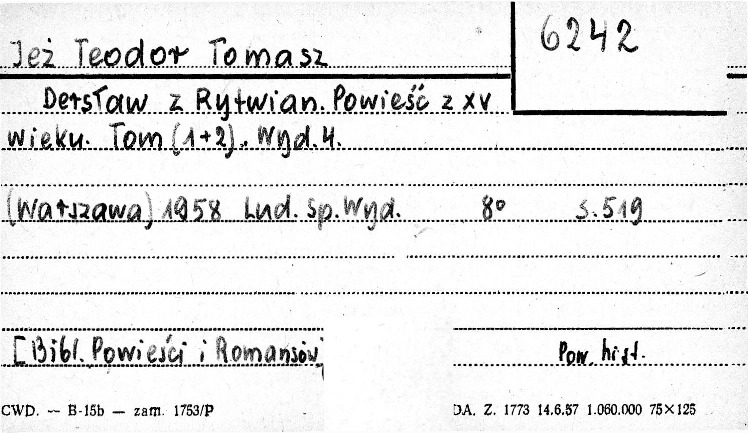 6242
Jeż Teodor Tomasz
Dersław z Rytwian. Powieść z XV
wieku. Tom (1+2). Wyd. 4.
(Warszawa) 1958 Lud. Sp. Wyd. 8° s. 519
[Bibl. Powieści i Romansów] Pow. hist.
CWD. — B-15b — zam. 1753/P DA. Z. 1773 14.6.57 1.060.000 75×125